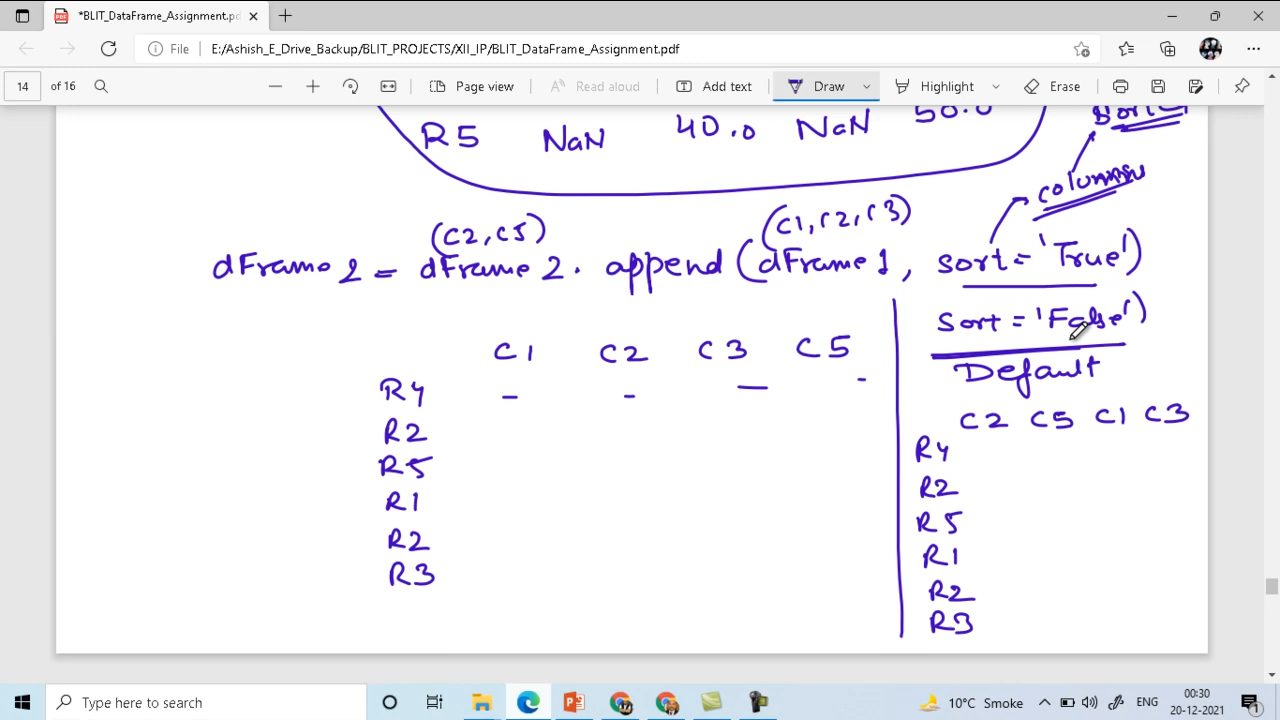 *BLIT_DataFrame_Assignment.pd
File E:/Ashish_E_Drive_Backup/BLIT_PROJECTS/XII_IP/BLIT_DataFrame_Assignment.pdf
14 of 16 Page view Read aloud Add text Draw Highlight Erase
R5 NaN 40.0 NaN 50.0
columns
(C2, C5) (C1, C2, C3)
dFrame2 = dFrame2. append (dFrame1, sort= 'True')
sort = 'False')
Default
C1 C2 C3 C5
C2 C5 C1 C3
R4 - - - -
R2
R5
R1
R2
R3
R4
R2
R5
R1
R2
R3
Type here to search
10°C Smoke ENG 00:30 20-12-2021